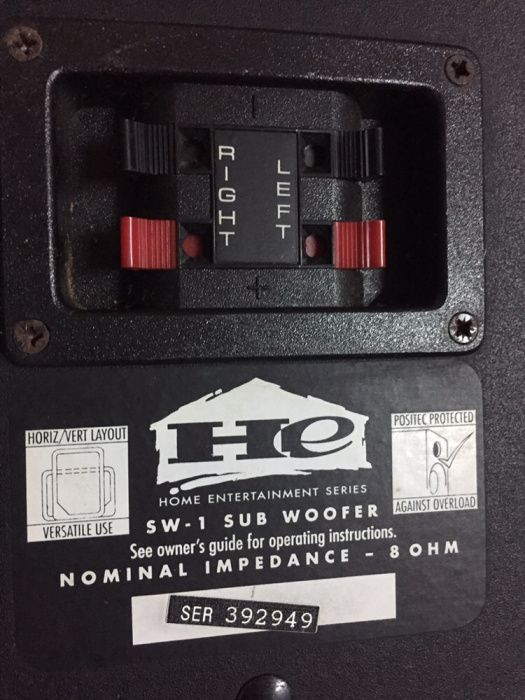 −
RIGHT
LEFT
+
HORIZ/VERT LAYOUT
VERSATILE USE
He
HOME ENTERTAINMENT SERIES
POSITEC PROTECTED
AGAINST OVERLOAD
SW-1 SUB WOOFER
See owner's guide for operating instructions.
NOMINAL IMPEDANCE - 8 OHM
SER 392949